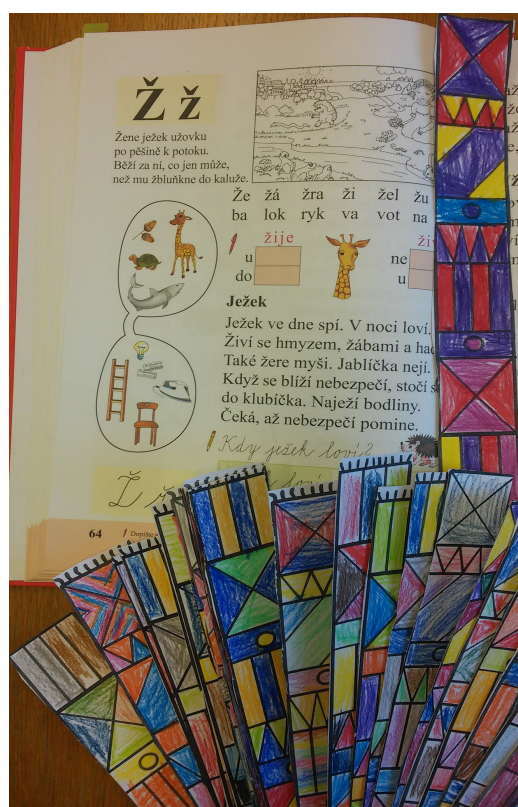 Ž ž
Žene ježek užovku
po pěšině k potoku.
Běží za ní, co jen může,
než mu žbluňkne do kaluže.
Že žá žra ži žel žu
ba lok ryk va vot na
žije
u
do
ne
u
Ježek
Ježek ve dne spí. V noci loví.
Živí se hmyzem, žábami a
Také žere myši. Jablíčka nejí.
Když se blíží nebezpečí, stočí
do klubíčka. Naježí bodliny.
Čeká, až nebezpečí pomine.
Kdy ježek loví?
Ž
64 Doplňte